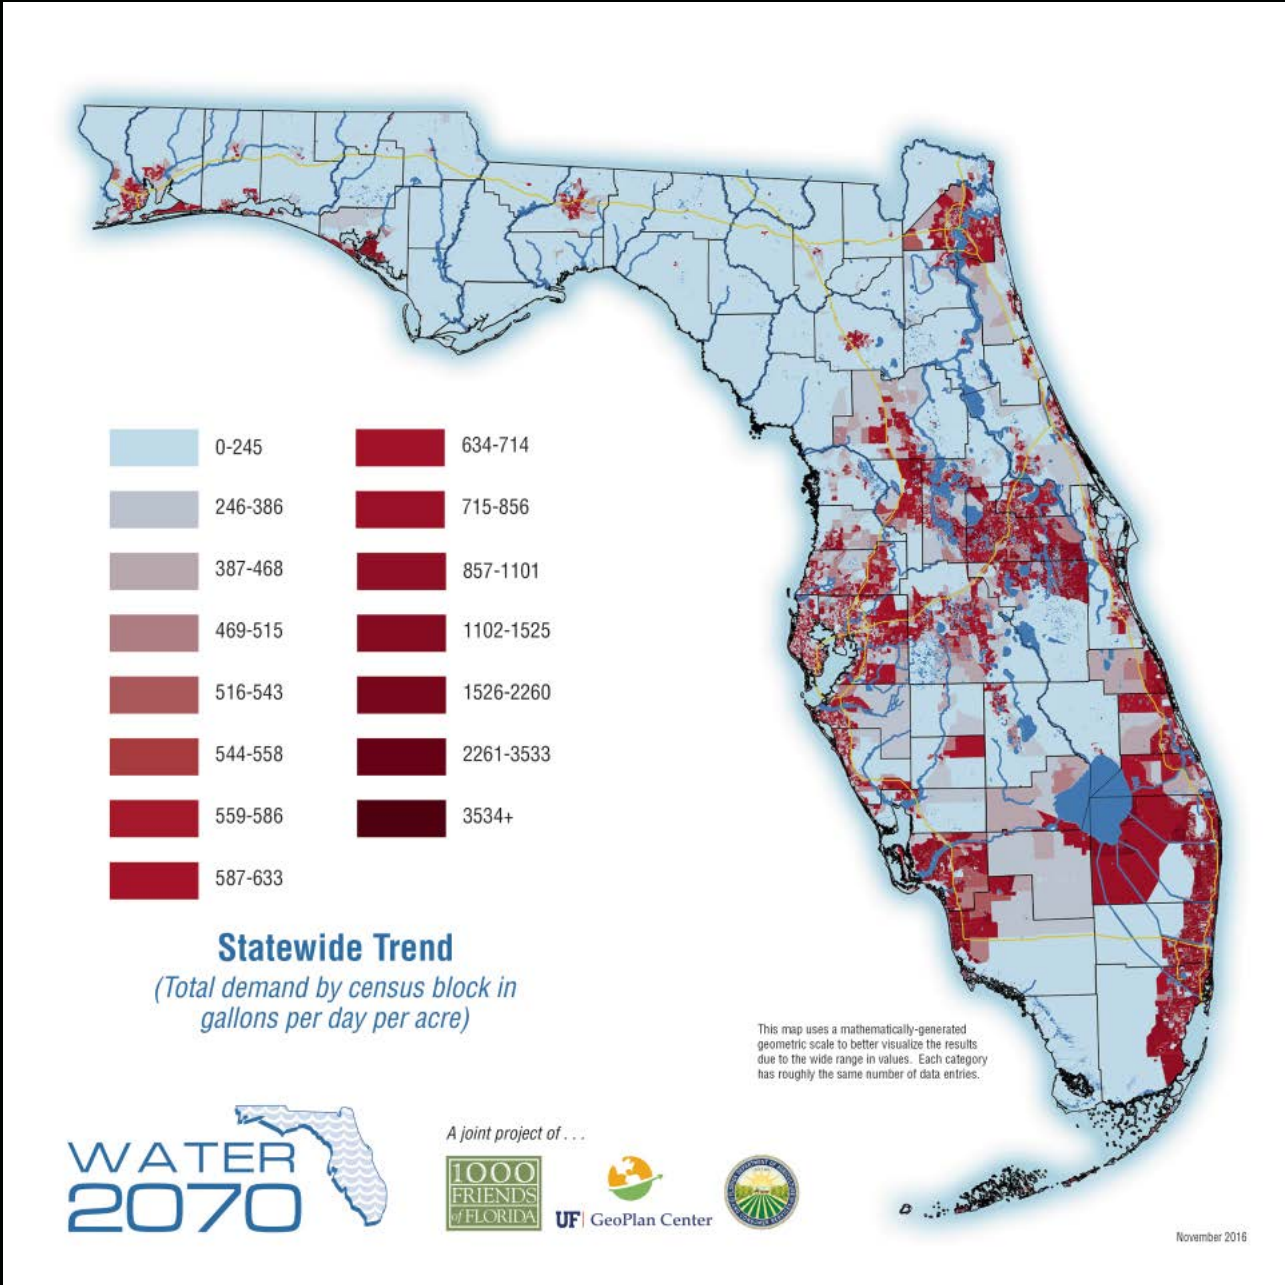 0-245
246-386
387-468
469-515
516-543
544-558
559-586
587-633
634-714
715-856
857-1101
1102-1525
1526-2260
2261-3533
3534+
Statewide Trend
(Total demand by census block in
gallons per day per acre)
This map uses a mathematically-generated
geometric scale to better visualize the results
due to the wide range in values. Each category
has roughly the same number of data entries.
WATER
2070
A joint project of . . .
1000
FRIENDS
of FLORIDA
UF GeoPlan Center
November 2016